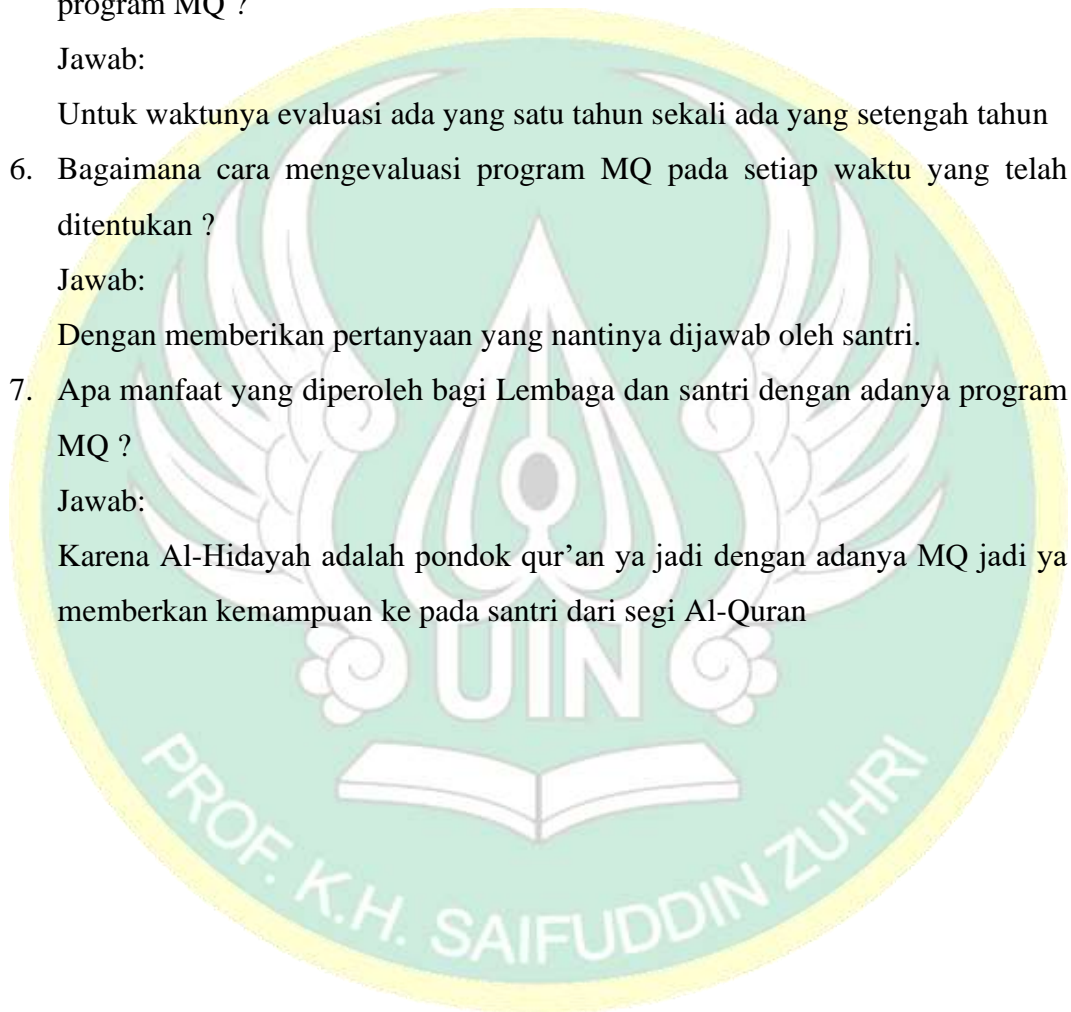 program MQ ?
Jawab:
Untuk waktunya evaluasi ada yang satu tahun sekali ada yang setengah tahun
6. Bagaimana cara mengevaluasi program MQ pada setiap waktu yang telah
ditentukan ?
Jawab:
Dengan memberikan pertanyaan yang nantinya dijawab oleh santri.
7. Apa manfaat yang diperoleh bagi Lembaga dan santri dengan adanya program
MQ ?
Jawab:
Karena Al-Hidayah adalah pondok qur’an ya jadi dengan adanya MQ jadi ya
memberkan kemampuan ke pada santri dari segi Al-Quran
UIN
PROF. K.H. SAIFUDDIN ZUHRI